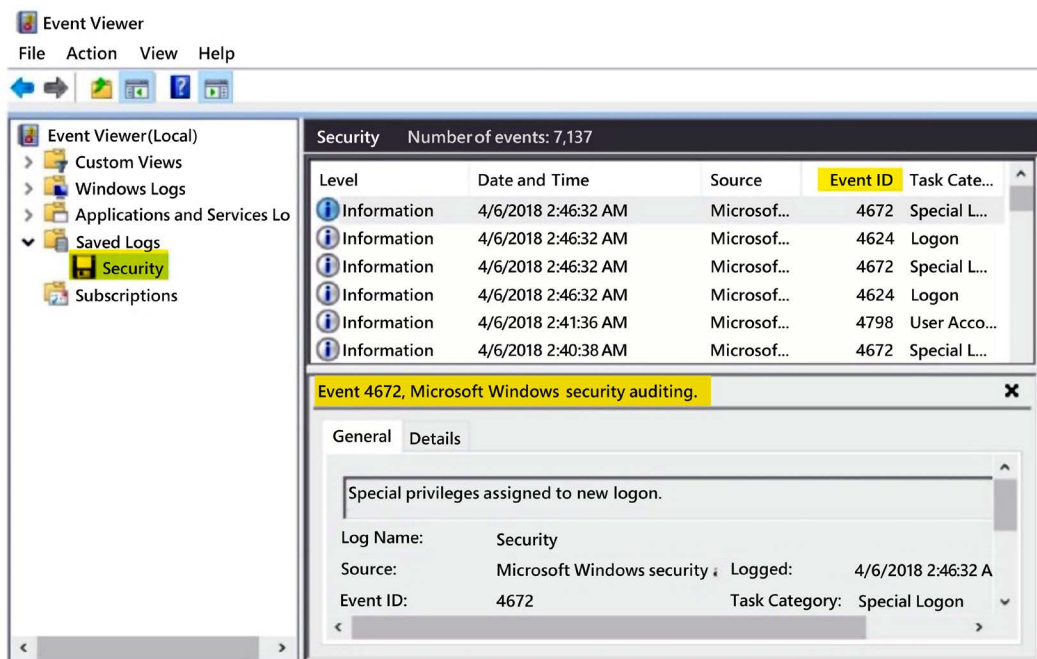 Event Viewer
File Action View Help
Event Viewer(Local)
Custom Views
Windows Logs
Applications and Services Lo
Saved Logs
Security
Subscriptions
Security Number of events: 7,137
Level Date and Time Source Event ID Task Cate...
Information 4/6/2018 2:46:32 AM Microsof... 4672 Special L...
Information 4/6/2018 2:46:32 AM Microsof... 4624 Logon
Information 4/6/2018 2:46:32 AM Microsof... 4672 Special L...
Information 4/6/2018 2:46:32 AM Microsof... 4624 Logon
Information 4/6/2018 2:41:36 AM Microsof... 4798 User Acco...
Information 4/6/2018 2:40:38 AM Microsof... 4672 Special L...
Event 4672, Microsoft Windows security auditing.
General Details
Special privileges assigned to new logon.
Log Name: Security
Source: Microsoft Windows security Logged: 4/6/2018 2:46:32 A
Event ID: 4672 Task Category: Special Logon